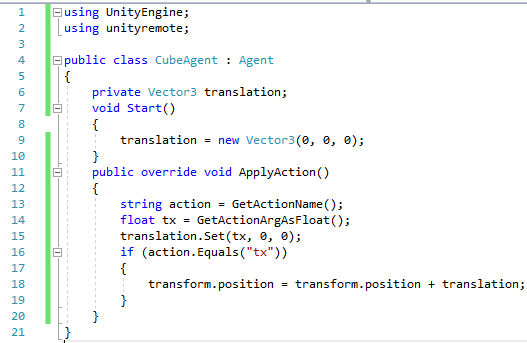 1 using UnityEngine;
2 using unityremote;
3
4 public class CubeAgent : Agent
5 {
6     private Vector3 translation;
7     void Start()
8     {
9         translation = new Vector3(0, 0, 0);
10     }
11     public override void ApplyAction()
12     {
13         string action = GetActionName();
14         float tx = GetActionArgAsFloat();
15         translation.Set(tx, 0, 0);
16         if (action.Equals("tx"))
17         {
18             transform.position = transform.position + translation;
19         }
20     }
21 }